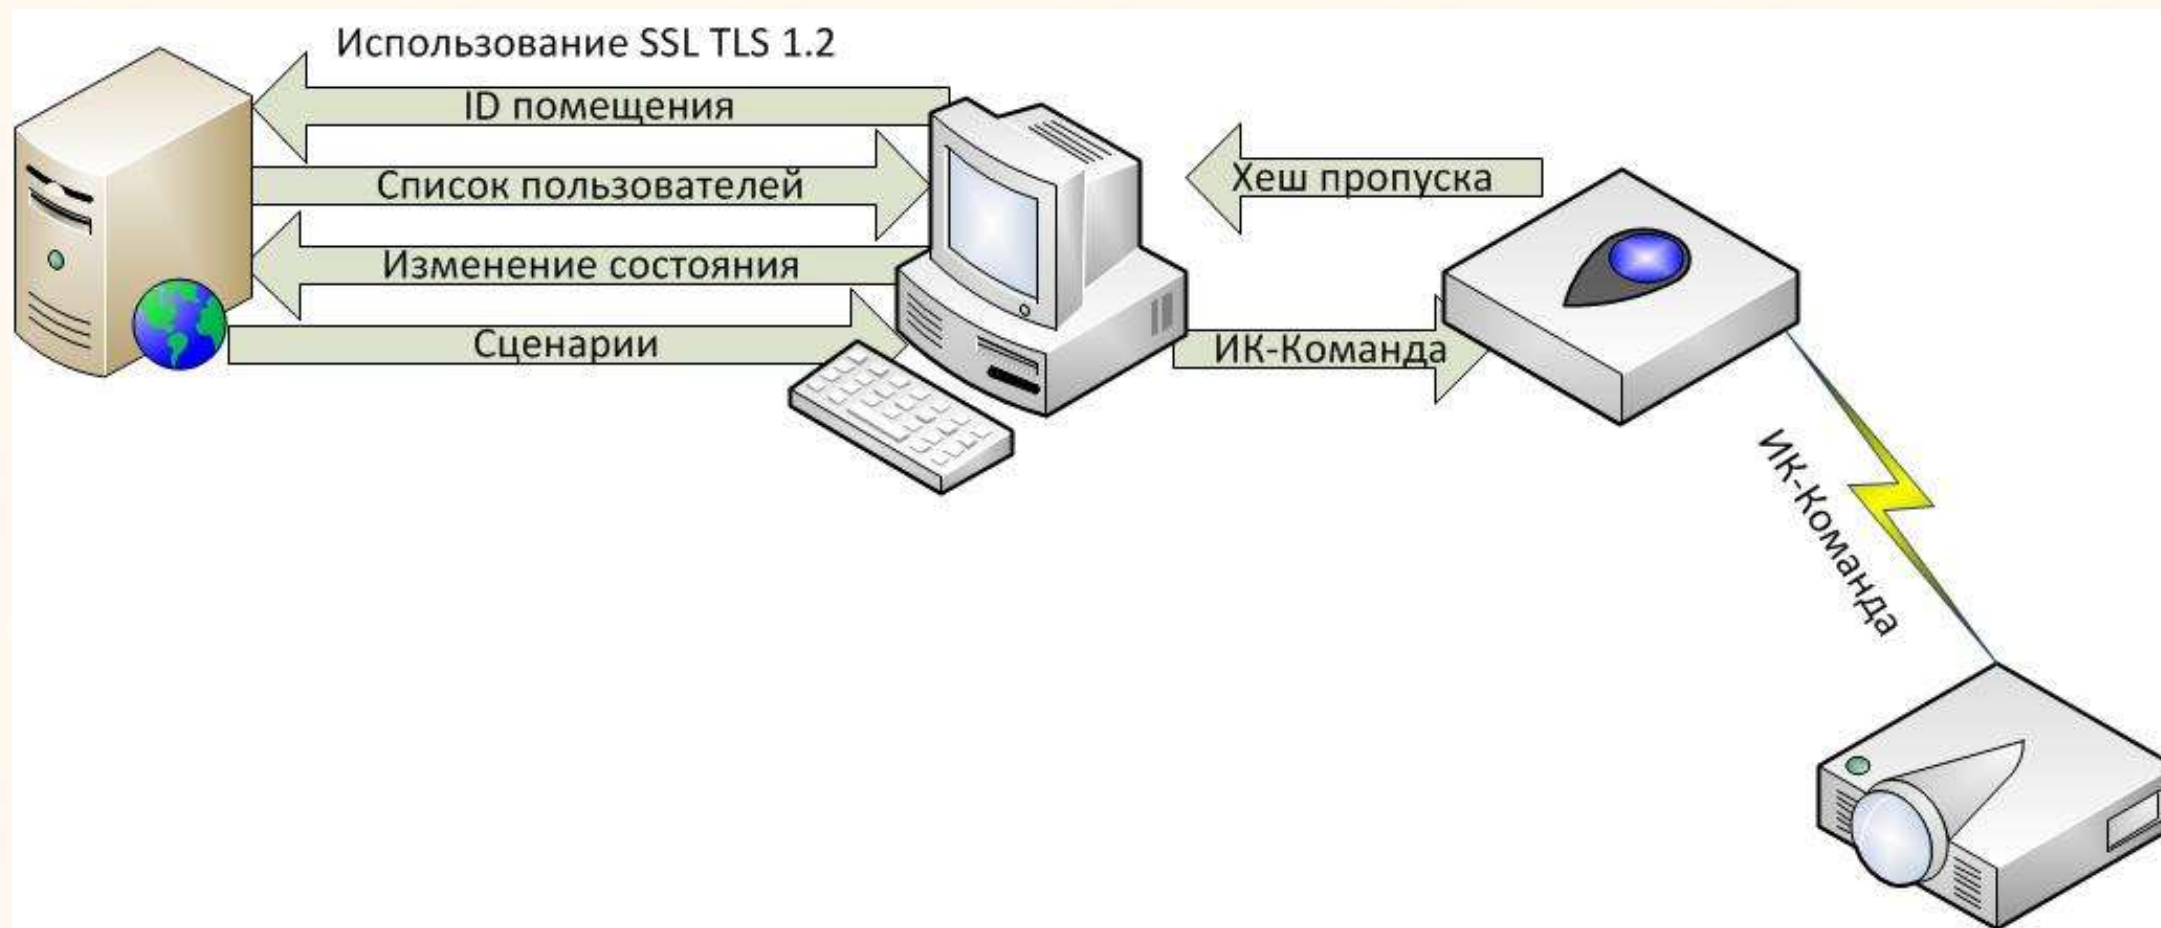 Использование SSL TLS 1.2
ID помещения
Список пользователей
Изменение состояния
Сценарии
Хеш пропуска
ИК-Команда
ИК-Команда